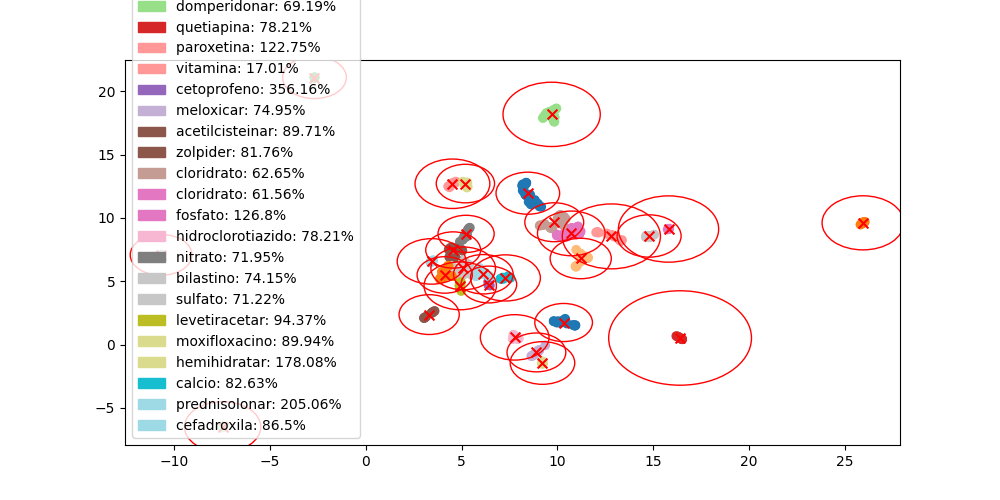 domperidonar: 69.19%
quetiapina: 78.21%
paroxetina: 122.75%
vitamina: 17.01%
cetoprofeno: 356.16%
meloxicar: 74.95%
acetilcisteinar: 89.71%
zolpider: 81.76%
cloridrato: 62.65%
cloridrato: 61.56%
fosfato: 126.8%
hidroclorotiazido: 78.21%
nitrato: 71.95%
bilastino: 74.15%
sulfato: 71.22%
levetiracetar: 94.37%
moxifloxacino: 89.94%
hemihidratar: 178.08%
calcio: 82.63%
prednisolonar: 205.06%
cefadroxila: 86.5%
20
15
10
5
0
−5
−10 −5 0 5 10 15 20 25